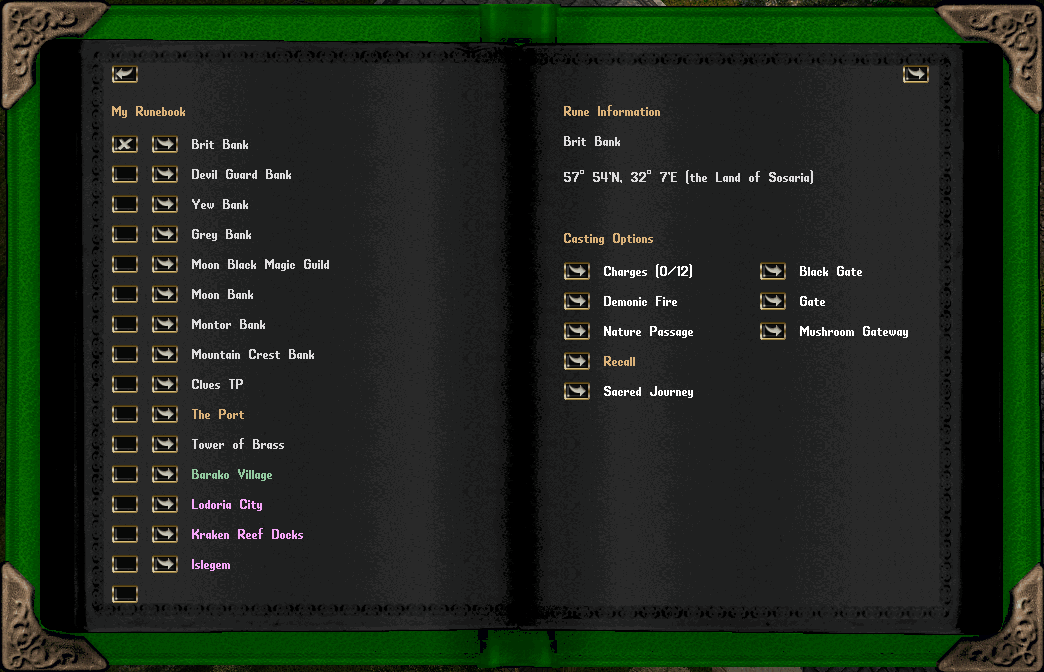 My Runebook
Brit Bank
Devil Guard Bank
Yew Bank
Grey Bank
Moon Black Magic Guild
Moon Bank
Montor Bank
Mountain Crest Bank
Clues TP
The Port
Tower of Brass
Barako Village
Lodoria City
Kraken Reef Docks
Islegem
Rune Information
Brit Bank
57° 54'N, 32° 7'E (the Land of Sosaria)
Casting Options
Charges (0/12)
Black Gate
Demonic Fire
Gate
Nature Passage
Mushroom Gateway
Recall
Sacred Journey